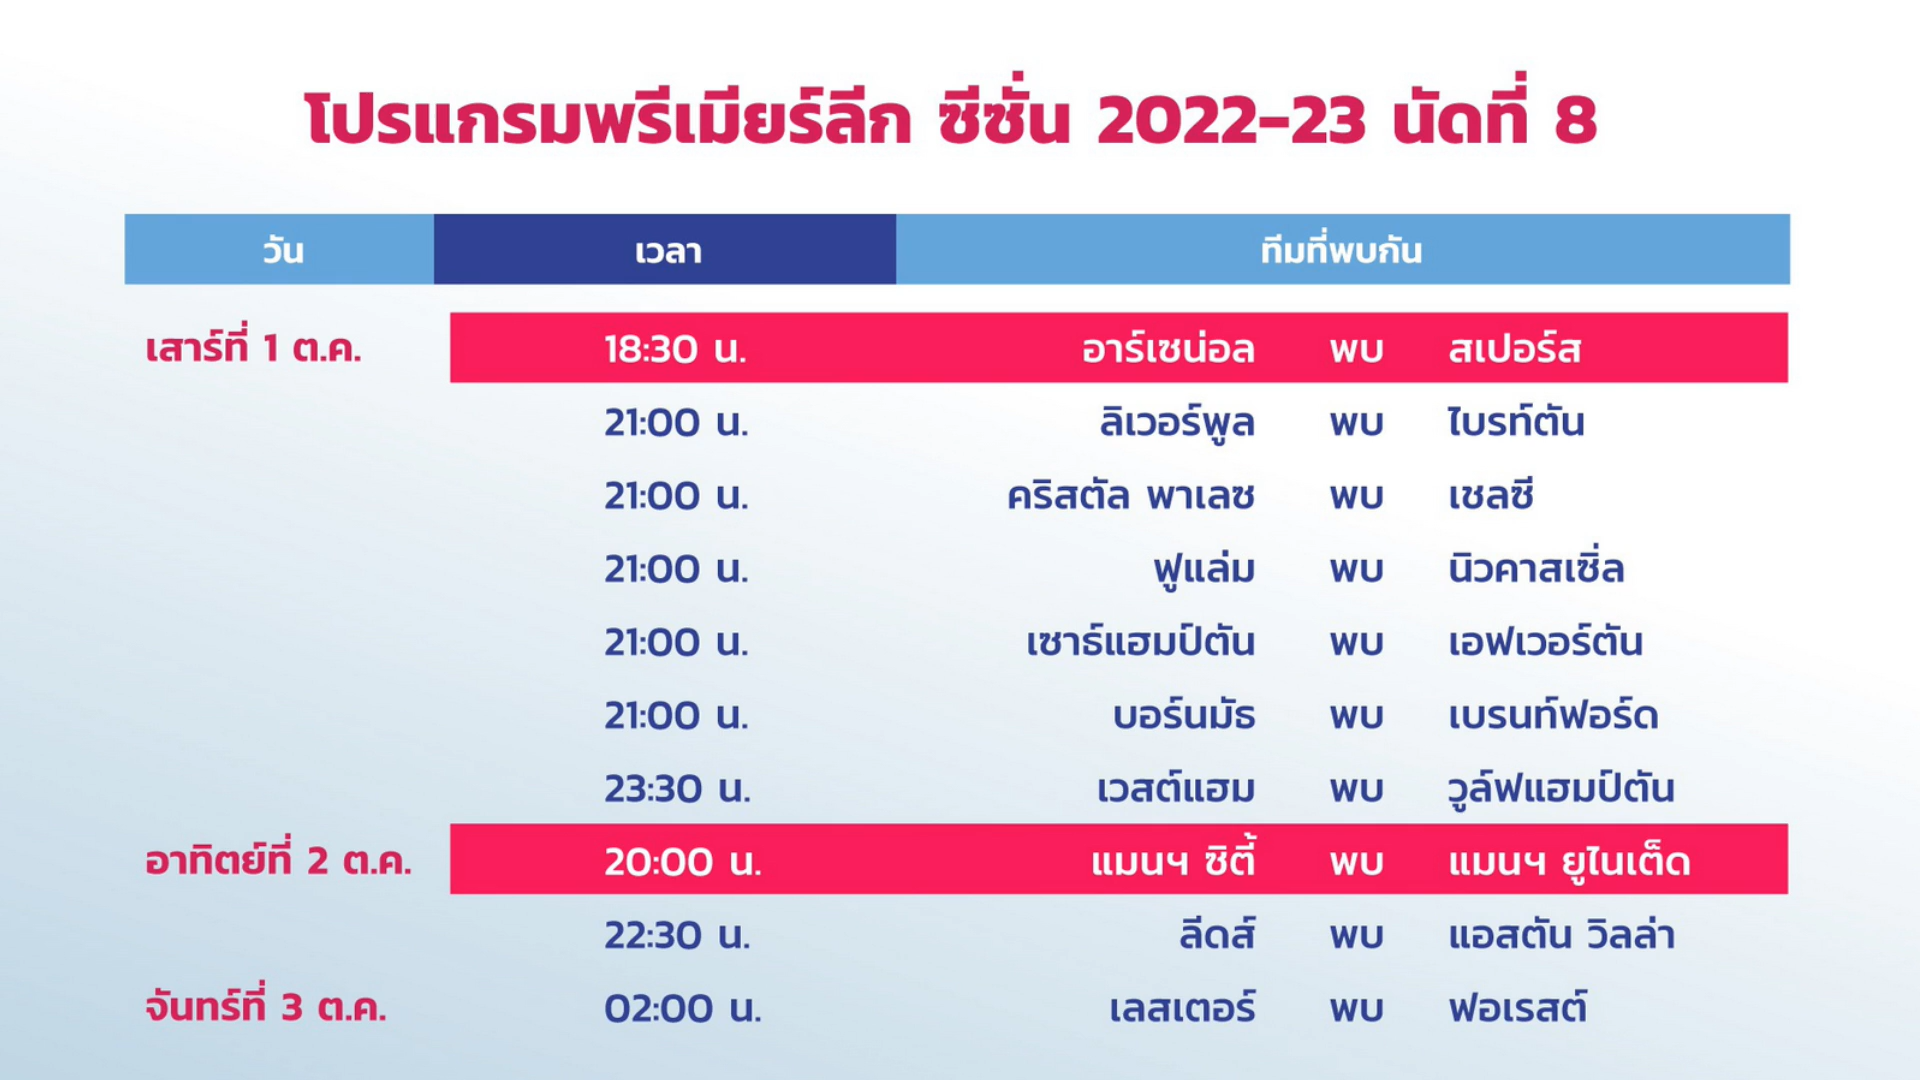 โปรแกรมพรีเมียร์ลีก ซีซั่น 2022-23 นัดที่ 8
วัน เวลา ทีมที่พบกัน
เสาร์ที่ 1 ต.ค. 18:30 น. อาร์เซน่อล พบ สเปอร์ส
21:00 น. ลิเวอร์พูล พบ ไบรท์ตัน
21:00 น. คริสตัล พาเลซ พบ เชลซี
21:00 น. ฟูแล่ม พบ นิวคาสเซิ่ล
21:00 น. เซาธ์แฮมป์ตัน พบ เอฟเวอร์ตัน
21:00 น. บอร์นมัธ พบ เบรนท์ฟอร์ด
23:30 น. เวสต์แฮม พบ วูล์ฟแฮมป์ตัน
อาทิตย์ที่ 2 ต.ค. 20:00 น. แมนฯ ซิตี้ พบ แมนฯ ยูไนเต็ด
22:30 น. ลีดส์ พบ แอสตัน วิลล่า
จันทร์ที่ 3 ต.ค. 02:00 น. เลสเตอร์ พบ ฟอเรสต์